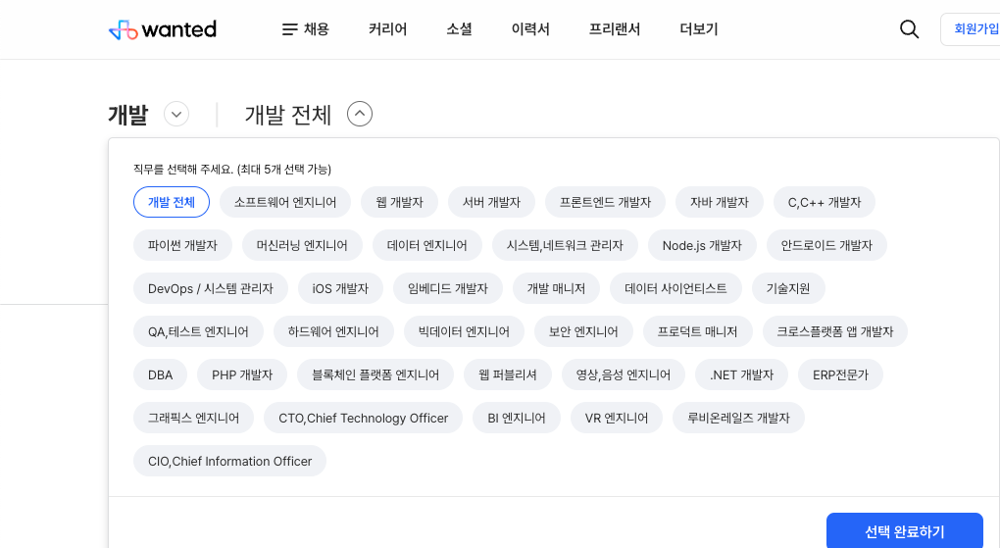 wanted 채용 커리어 소셜 이력서 프리랜서 더보기 회원가입
개발 개발 전체
직무를 선택해 주세요. (최대 5개 선택 가능)
개발 전체 소프트웨어 엔지니어 웹 개발자 서버 개발자 프론트엔드 개발자 자바 개발자 C,C++ 개발자
파이썬 개발자 머신러닝 엔지니어 데이터 엔지니어 시스템,네트워크 관리자 Node.js 개발자 안드로이드 개발자
DevOps / 시스템 관리자 iOS 개발자 임베디드 개발자 개발 매니저 데이터 사이언티스트 기술지원
QA,테스트 엔지니어 하드웨어 엔지니어 빅데이터 엔지니어 보안 엔지니어 프로덕트 매니저 크로스플랫폼 앱 개발자
DBA PHP 개발자 블록체인 플랫폼 엔지니어 웹 퍼블리셔 영상,음성 엔지니어 .NET 개발자 ERP전문가
그래픽스 엔지니어 CTO,Chief Technology Officer BI 엔지니어 VR 엔지니어 루비온레일즈 개발자
CIO,Chief Information Officer
선택 완료하기